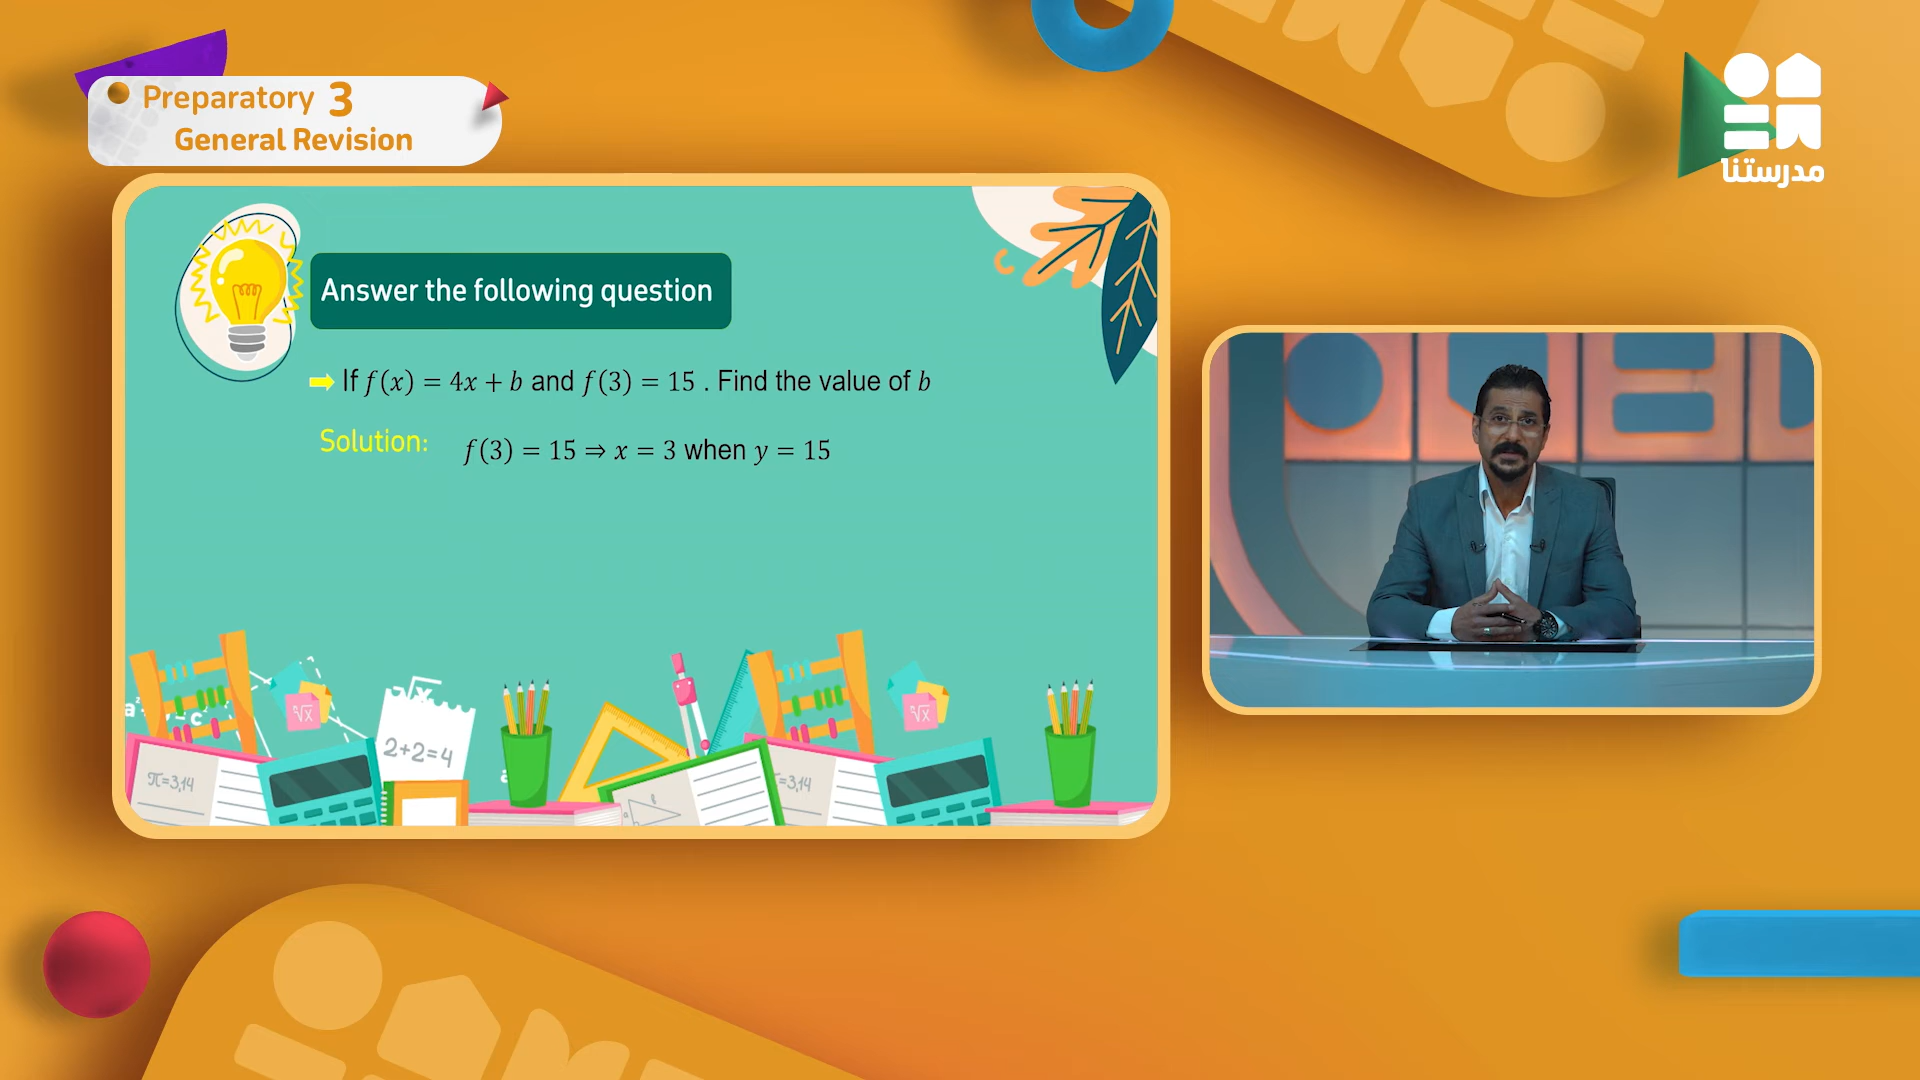 Preparatory 3
General Revision
مدرستنا
Answer the following question
If f(x) = 4x + b and f(3) = 15 . Find the value of b
Solution: f(3) = 15 ⇒ x = 3 when y = 15
√x
√x
√x
2+2=4
π=3,14
=3,14